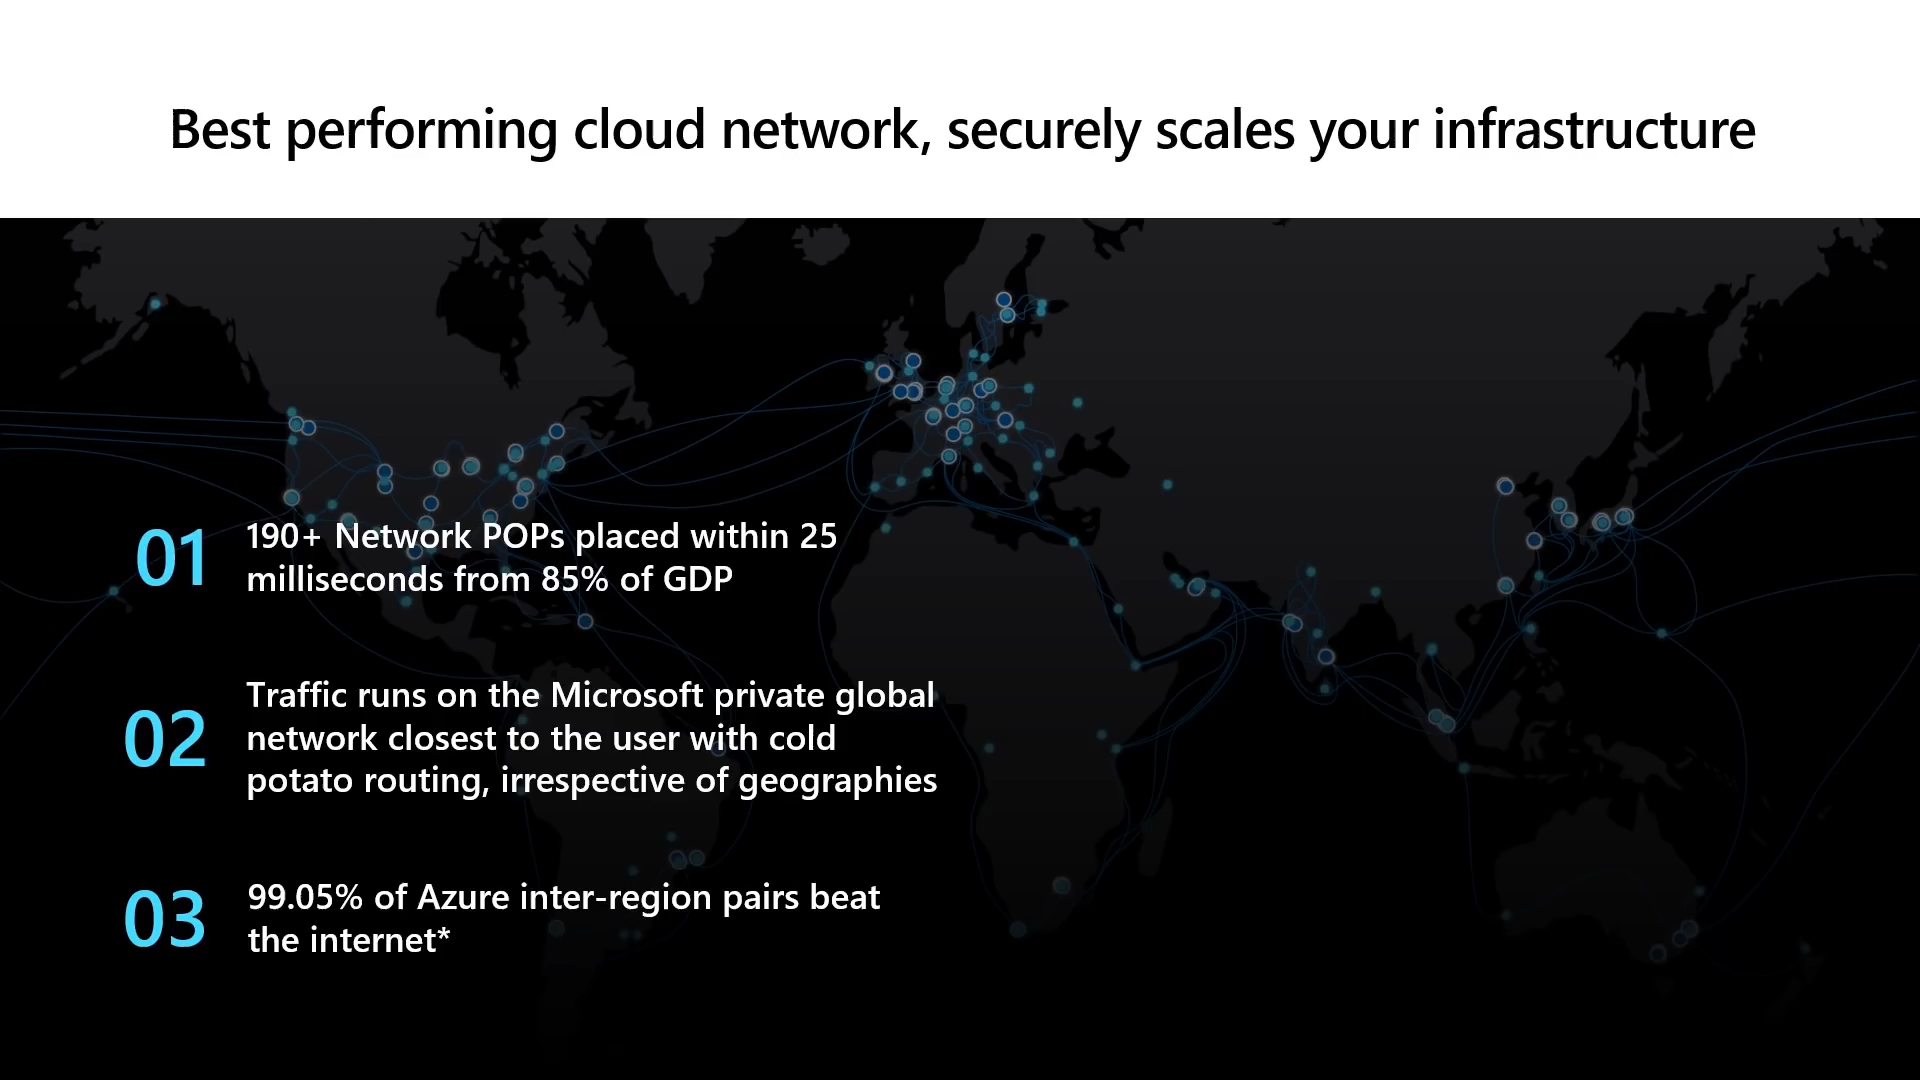 Best performing cloud network, securely scales your infrastructure
01
190+ Network POPs placed within 25
milliseconds from 85% of GDP
02
Traffic runs on the Microsoft private global
network closest to the user with cold
potato routing, irrespective of geographies
03
99.05% of Azure inter-region pairs beat
the internet*